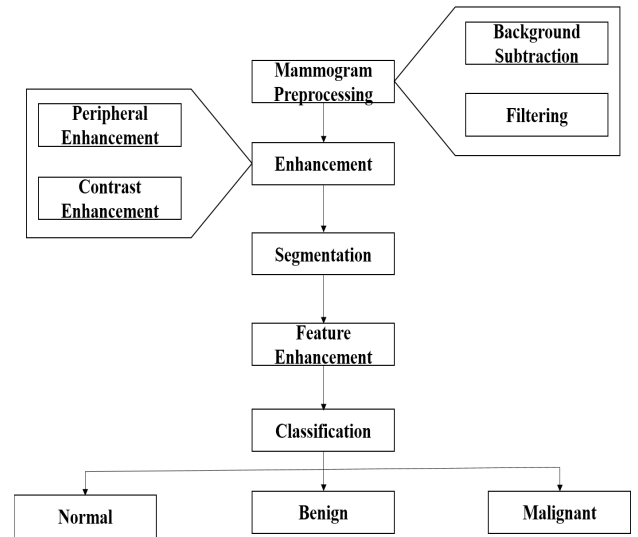 Background
Subtraction
Mammogram
Preprocessing
Filtering
Peripheral
Enhancement
Enhancement
Contrast
Enhancement
Segmentation
Feature
Enhancement
Classification
Normal
Benign
Malignant